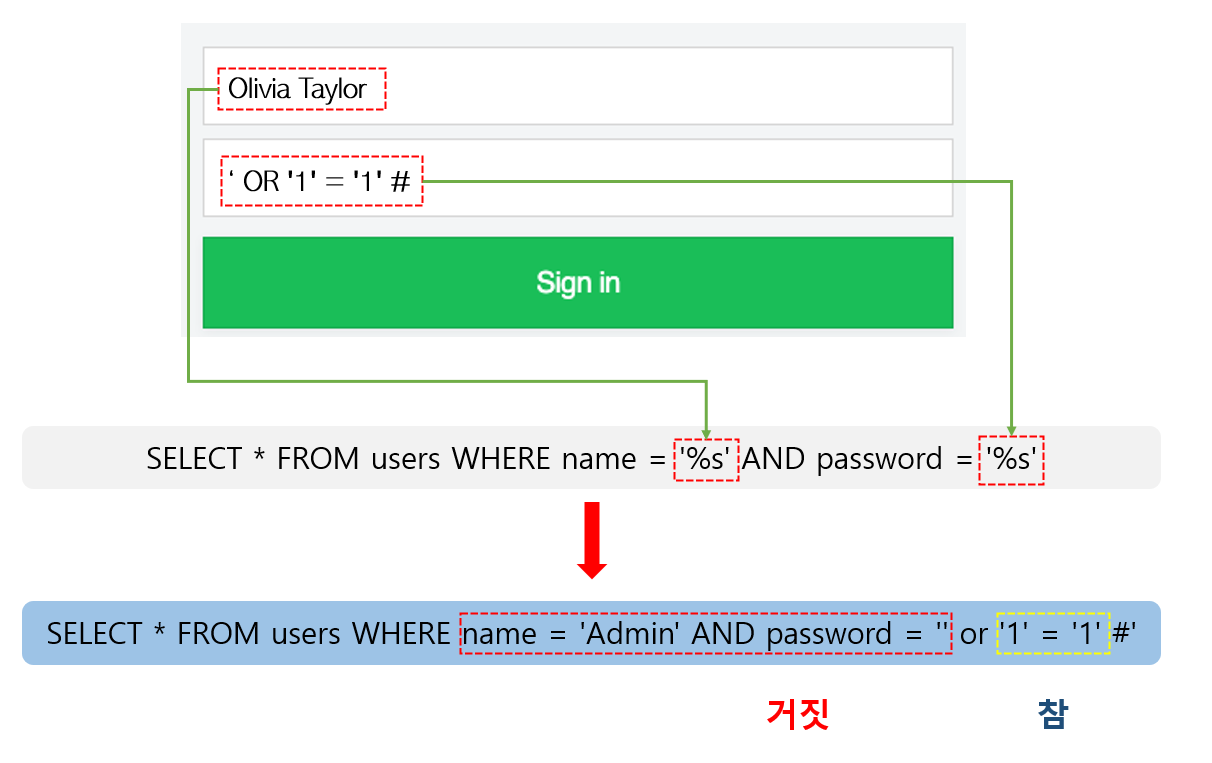 Olivia Taylor
‘ OR '1' = '1' #
Sign in
SELECT * FROM users WHERE name = '%s' AND password = '%s'
SELECT * FROM users WHERE name = 'Admin' AND password = '' or '1' = '1' #'
거짓 참